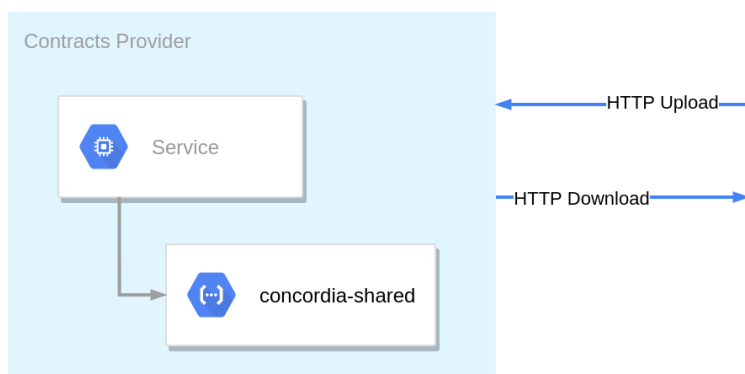 Contracts Provider
HTTP Upload
Service
HTTP Download
concordia-shared